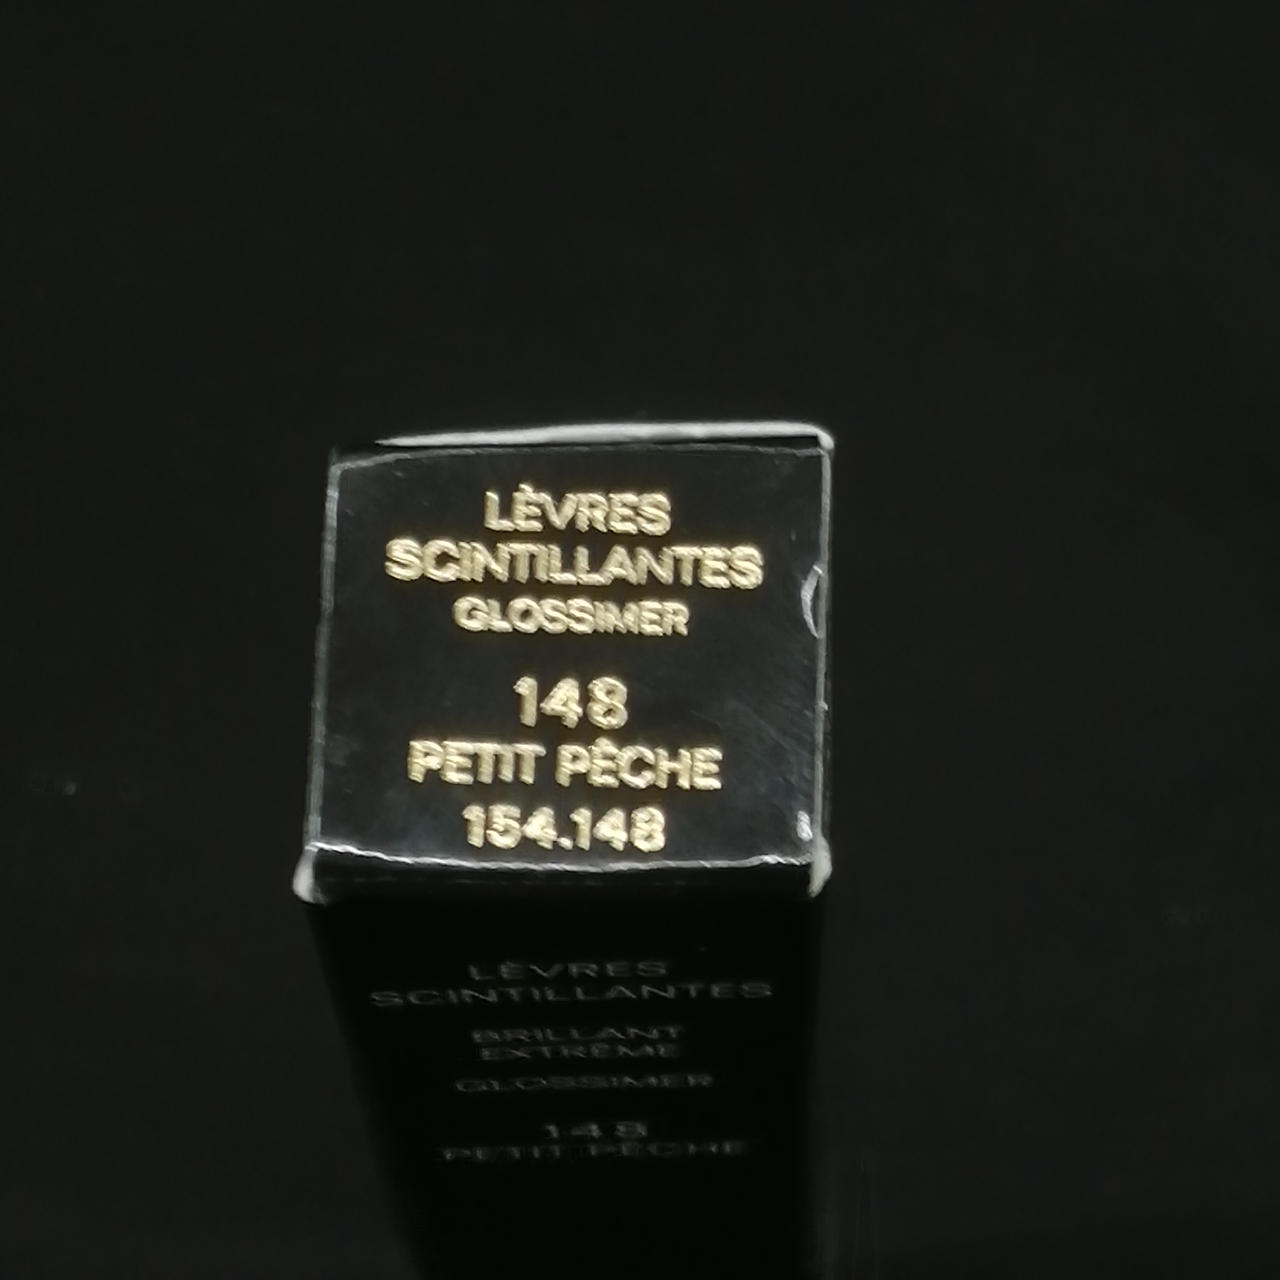 LÈVRES
SCINTILLANTES
GLOSSIMER
148
PETIT PÊCHE
154.148
LÈVRES
SCINTILLANTES
BRILLANT
EXTRÊME
GLOSSIMER
148
PETIT PÊCHE